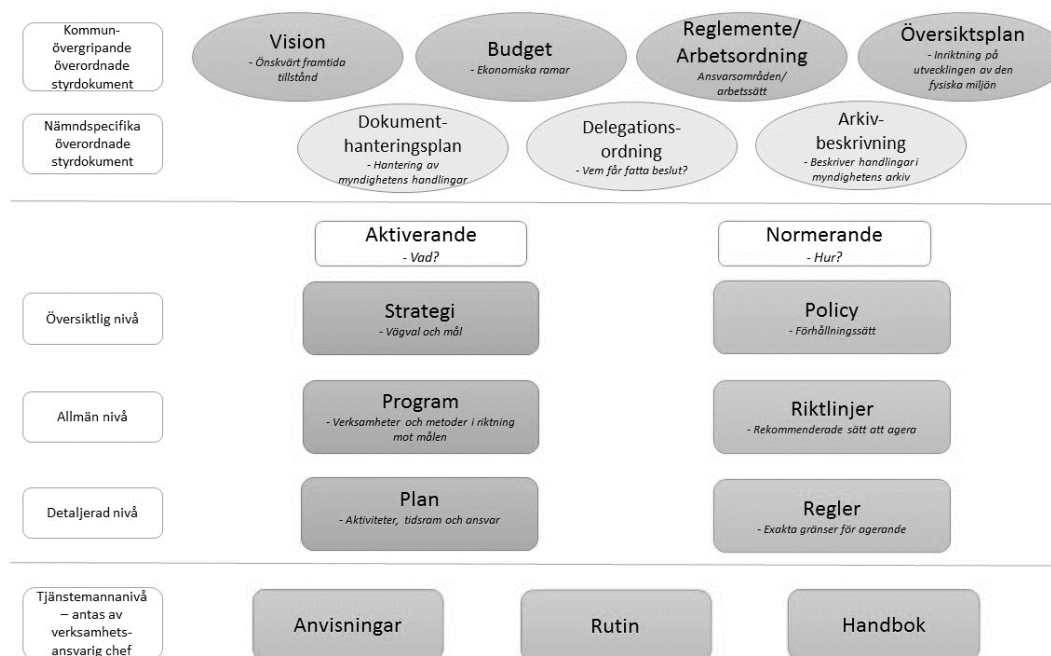 Kommun-
övergripande
överordnade
styrdokument
Vision
- Önskvärt framtida
tillstånd
Budget
- Ekonomiska ramar
Reglemente/
Arbetsordning
Ansvarsområden/
arbetssätt
Översiktsplan
- Inriktning på
utvecklingen av den
fysiska miljön
Nämndspecifika
överordnade
styrdokument
Dokument-
hanteringsplan
- Hantering av
myndighetens handlingar
Delegations-
ordning
- Vem får fatta beslut?
Arkiv-
beskrivning
- Beskriver handlingar i
myndighetens arkiv
Aktiverande
- Vad?
Normerande
- Hur?
Översiktlig nivå
Strategi
- Vägval och mål
Policy
- Förhållningssätt
Allmän nivå
Program
- Verksamheter och metoder i riktning
mot målen
Riktlinjer
- Rekommenderade sätt att agera
Detaljerad nivå
Plan
- Aktiviteter, tidsram och ansvar
Regler
- Exakta gränser för agerande
Tjänstemannanivå
– antas av
verksamhets-
ansvarig chef
Anvisningar
Rutin
Handbok